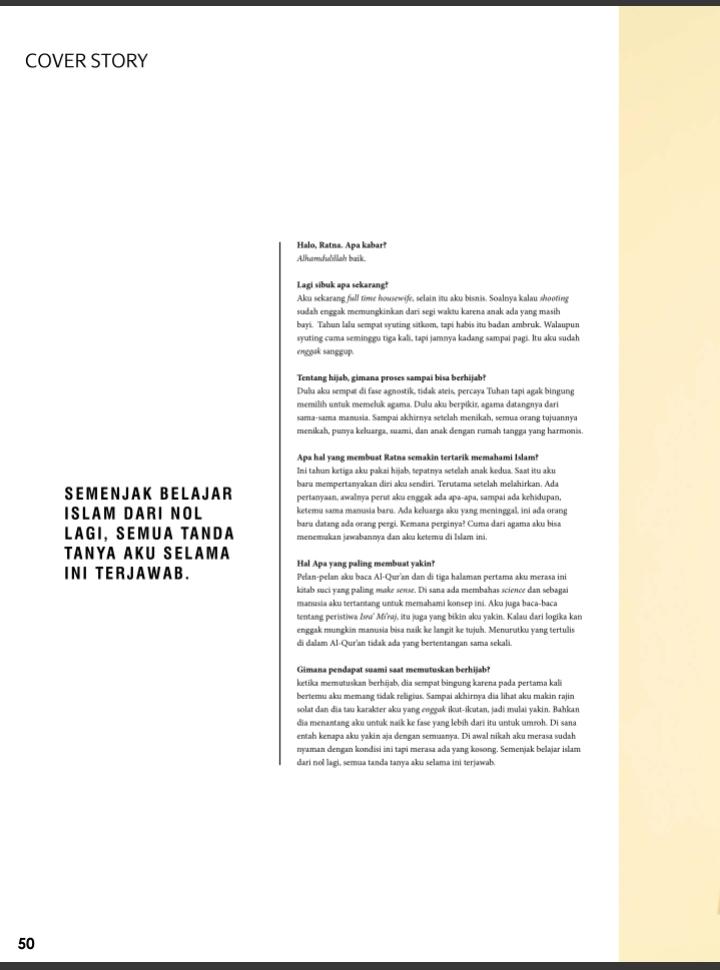 COVER STORY
Halo, Ratna. Apa kabar?
Alhamdulillah baik.
Lagi sibuk apa sekarang?
Aku sekarang full time housewife, selain itu aku bisnis. Soalnya kalau shooting
sudah enggak memungkinkan dari segi waktu karena anak ada yang masih
bayi. Tahun lalu sempat syuting sitkom, tapi habis itu badan ambruk. Walaupun
syuting cuma seminggu tiga kali, tapi jamnya kadang sampai pagi. Itu aku sudah
enggak sanggup.
Tentang hijab, gimana proses sampai bisa berhijab?
Dulu aku sempat di fase agnostik, tidak ateis, percaya Tuhan tapi agak bingung
memilih untuk memeluk agama. Dulu aku berpikir, agama datangnya dari
sama-sama manusia. Sampai akhirnya setelah menikah, semua orang tujuannya
menikah, punya keluarga, suami, dan anak dengan rumah tangga yang harmonis.
Apa hal yang membuat Ratna semakin tertarik memahami Islam?
Ini tahun ketiga aku pakai hijab, tepatnya setelah anak kedua. Saat itu aku
baru mempertanyakan diri aku sendiri. Terutama setelah melahirkan. Ada
pertanyaan, awalnya perut aku enggak ada apa-apa, sampai ada kehidupan,
ketemu sama manusia baru. Ada keluarga aku yang meninggal, ini ada orang
baru datang ada orang pergi. Kemana perginya? Cuma dari agama aku bisa
menemukan jawabannya dan aku ketemu di Islam ini.
Hal Apa yang paling membuat yakin?
Pelan-pelan aku baca Al-Qur'an dan di tiga halaman pertama aku merasa ini
kitab suci yang paling make sense. Di sana ada membahas science dan sebagai
manusia aku tertantang untuk memahami konsep ini. Aku juga baca-baca
tentang peristiwa Isra' Mi'raj, itu juga yang bikin aku yakin. Kalau dari logika kan
enggak mungkin manusia bisa naik ke langit ke tujuh. Menurutku yang tertulis
di dalam Al-Qur'an tidak ada yang bertentangan sama sekali.
Gimana pendapat suami saat memutuskan berhijab?
ketika memutuskan berhijab, dia sempat bingung karena pada pertama kali
bertemu aku memang tidak religius. Sampai akhirnya dia lihat aku makin rajin
solat dan dia tau karakter aku yang enggak ikut-ikutan, jadi mulai yakin. Bahkan
dia menantang aku untuk naik ke fase yang lebih dari itu untuk umroh. Di sana
entah kenapa aku yakin aja dengan semuanya. Di awal nikah aku merasa sudah
nyaman dengan kondisi ini tapi merasa ada yang kosong. Semenjak belajar islam
dari nol lagi, semua tanda tanya aku selama ini terjawab.
SEMENJAK BELAJAR
ISLAM DARI NOL
LAGI, SEMUA TANDA
TANYA AKU SELAMA
INI TERJAWAB.
50